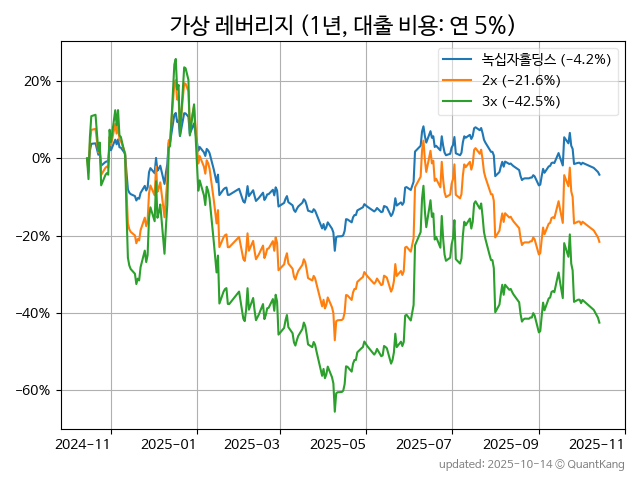 가상 레버리지 (1년, 대출 비용: 연 5%)
녹십자홀딩스 (−4.2%)
2x (−21.6%)
3x (−42.5%)
20%
0%
−20%
−40%
−60%
2024−11 2025−01 2025−03 2025−05 2025−07 2025−09 2025−11
updated: 2025-10-14 © QuantKang